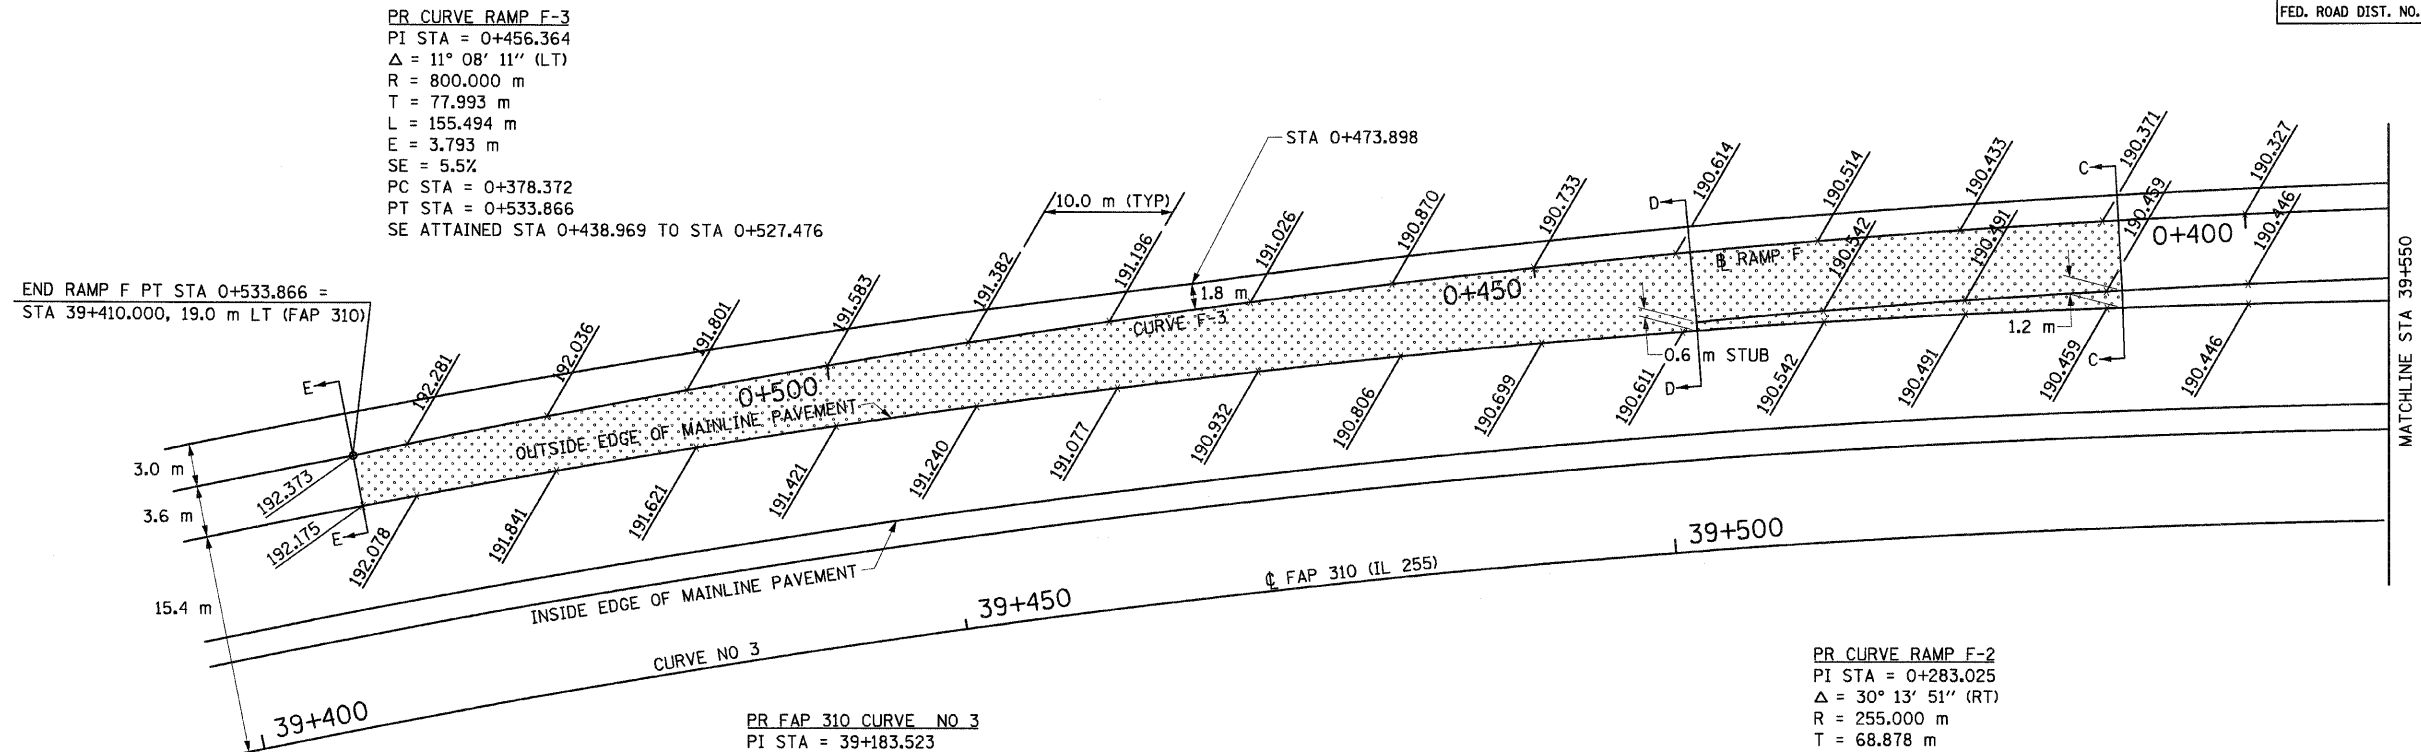 FED. ROAD DIST. NO.
PR CURVE RAMP F-3
PI STA = 0+456.364
Δ = 11° 08' 11'' (LT)
R = 800.000 m
T = 77.993 m
L = 155.494 m
E = 3.793 m
SE = 5.5%
PC STA = 0+378.372
PT STA = 0+533.866
SE ATTAINED STA 0+438.969 TO STA 0+527.476
END RAMP F PT STA 0+533.866 =
STA 39+410.000, 19.0 m LT (FAP 310)
STA 0+473.898
10.0 m (TYP)
192.281
192.036
191.801
191.583
191.382
191.196
191.026
190.870
190.733
190.614
190.514
190.433
190.371
190.327
190.542
190.491
190.459
190.446
E
D
C
1.8 m
℄ RAMP F
0+400
0+450
0+500
CURVE F-3
OUTSIDE EDGE OF MAINLINE PAVEMENT
0.6 m STUB
1.2 m
D
C
E
3.0 m
3.6 m
15.4 m
192.373
192.175
192.078
191.841
191.621
191.421
191.240
191.077
190.932
190.806
190.699
190.611
190.542
190.491
190.459
190.446
MATCHLINE STA 39+550
INSIDE EDGE OF MAINLINE PAVEMENT
℄ FAP 310 (IL 255)
39+400
39+450
39+500
CURVE NO 3
PR FAP 310 CURVE NO 3
PI STA = 39+183.523
PR CURVE RAMP F-2
PI STA = 0+283.025
Δ = 30° 13' 51'' (RT)
R = 255.000 m
T = 68.878 m